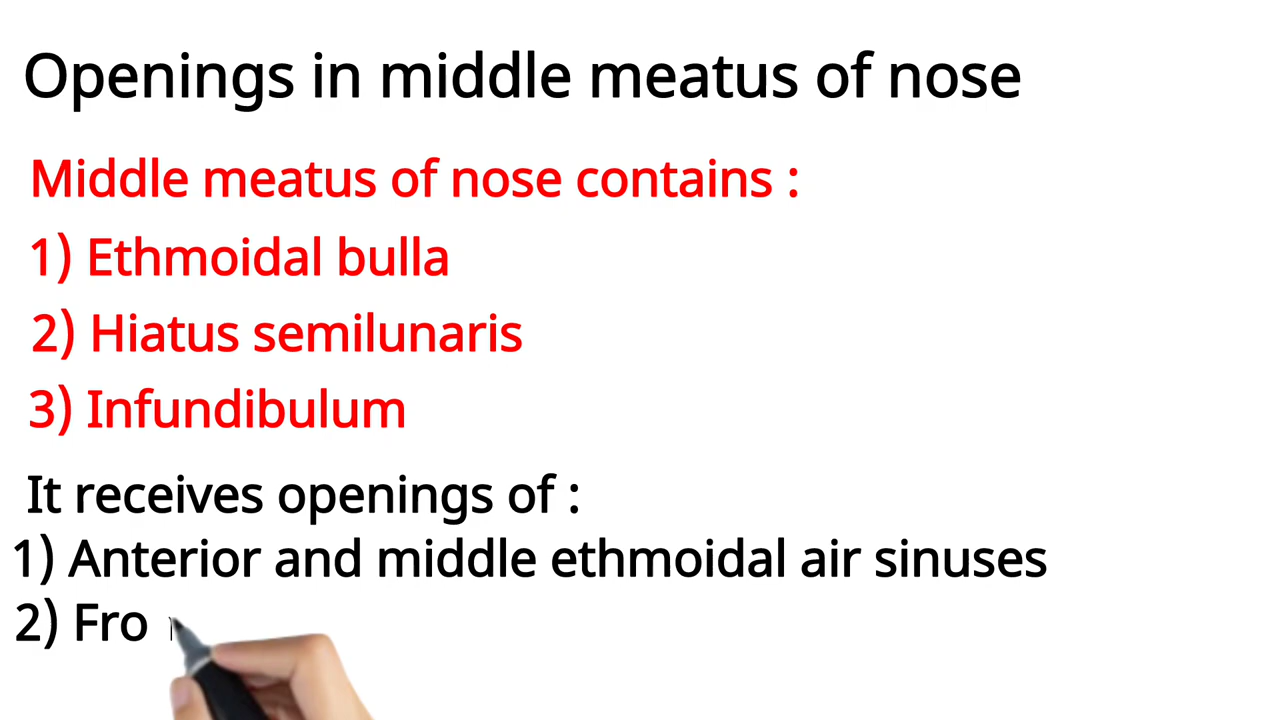 Openings in middle meatus of nose
Middle meatus of nose contains :
1) Ethmoidal bulla
2) Hiatus semilunaris
3) Infundibulum
It receives openings of :
1) Anterior and middle ethmoidal air sinuses
2) Fro